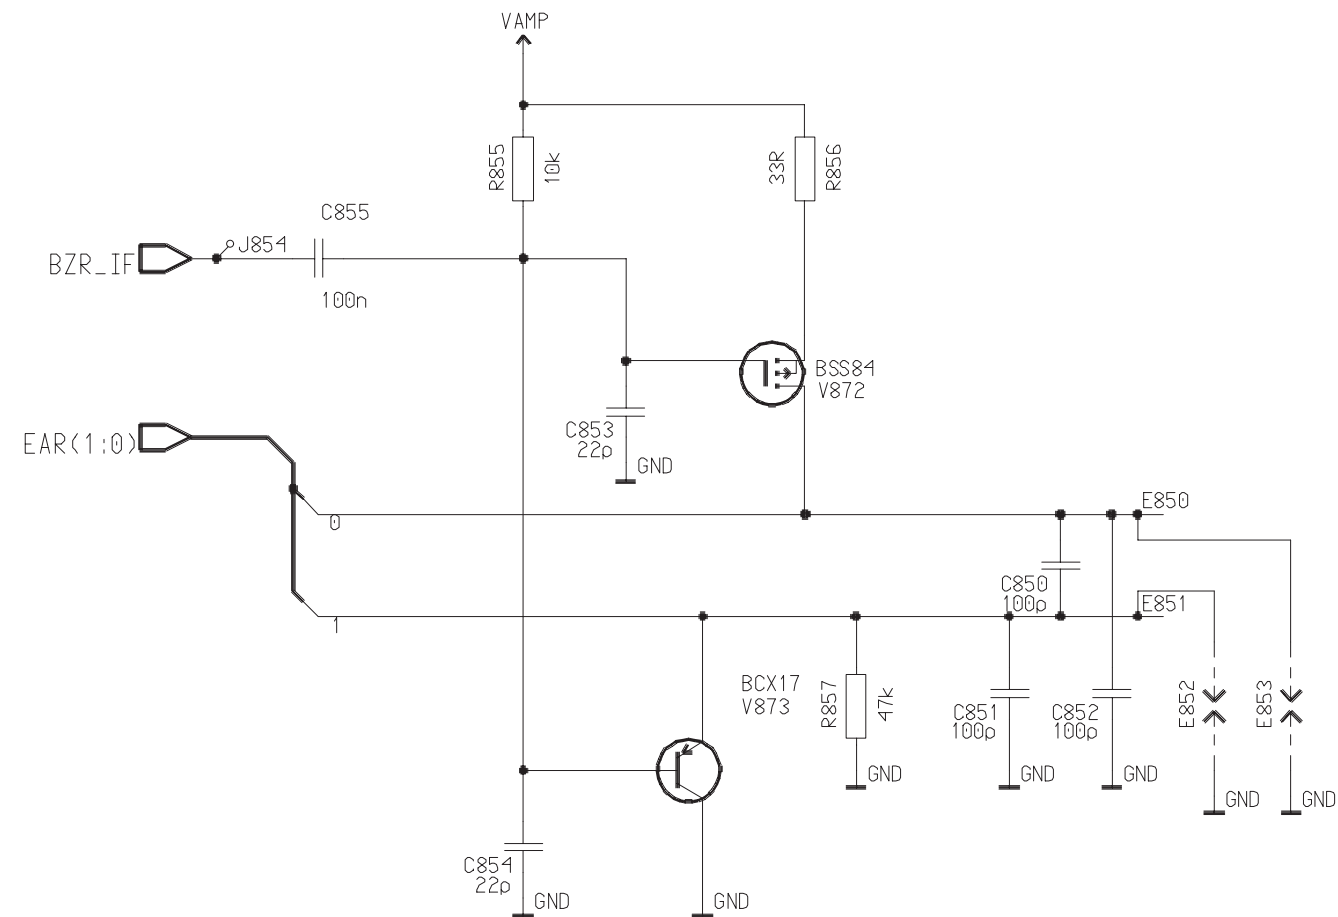 VAMP
R855
10k
33R
R856
C855
J854
BZR_IF
100n
BSS84
V872
C853
22p
GND
EAR(1:0)
E850
0
C850
100p
E851
1
BCX17
V873
R857
47k
C851
100p
C852
100p
E852
E853
GND
GND
GND
GND
GND
C854
22p
GND
GND